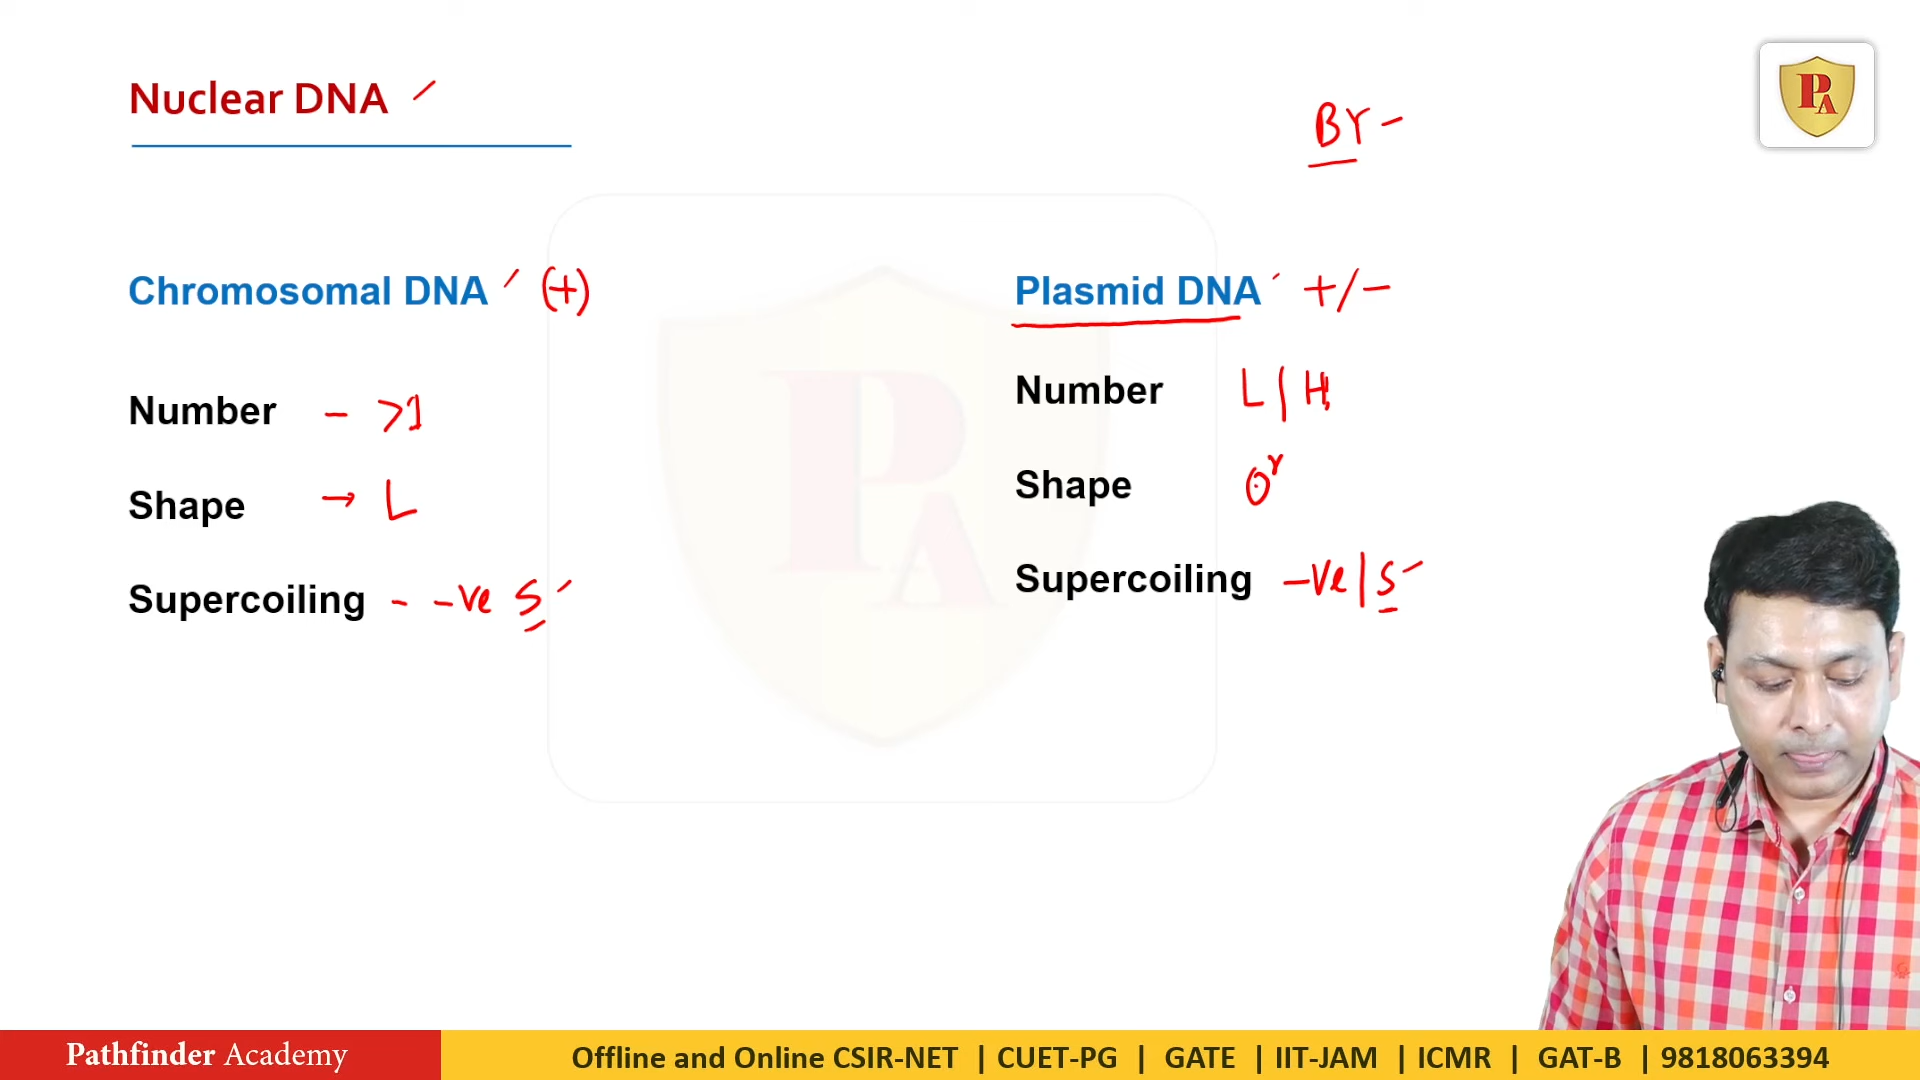 Nuclear DNA
BY -
PA
Chromosomal DNA (+)
Number - >1
Shape → L
Supercoiling - -ve S
Plasmid DNA +/-
Number L | H
Shape
Supercoiling -ve | S
Pathfinder Academy
Offline and Online CSIR-NET | CUET-PG | GATE | IIT-JAM | ICMR | GAT-B | 9818063394